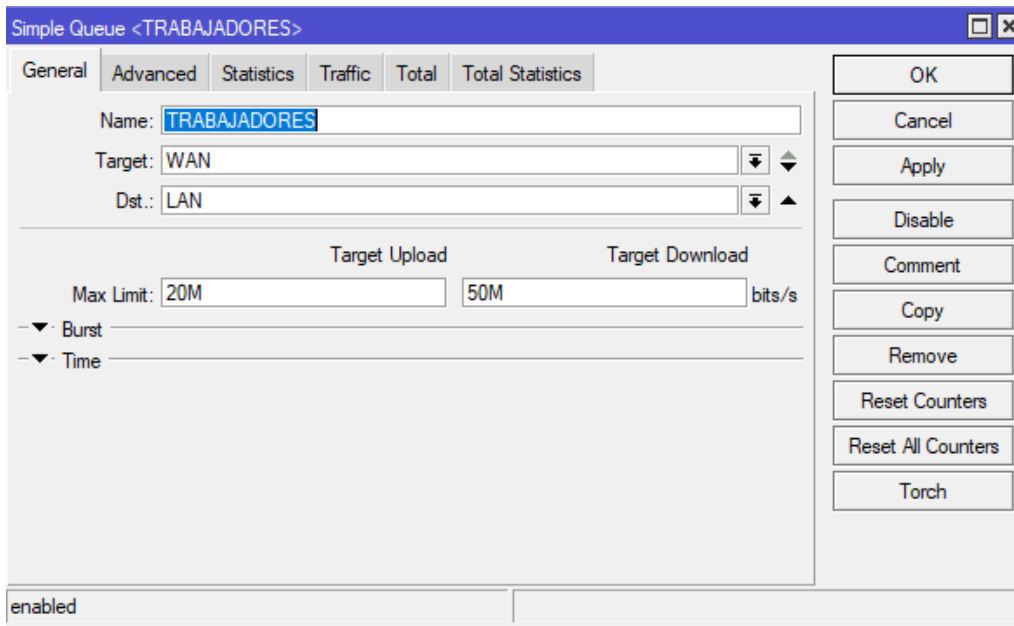 Simple Queue <TRABAJADORES>
General Advanced Statistics Traffic Total Total Statistics
Name: TRABAJADORES
Target: WAN
Dst.: LAN
Target Upload Target Download
Max Limit: 20M 50M bits/s
Burst
Time
OK
Cancel
Apply
Disable
Comment
Copy
Remove
Reset Counters
Reset All Counters
Torch
enabled